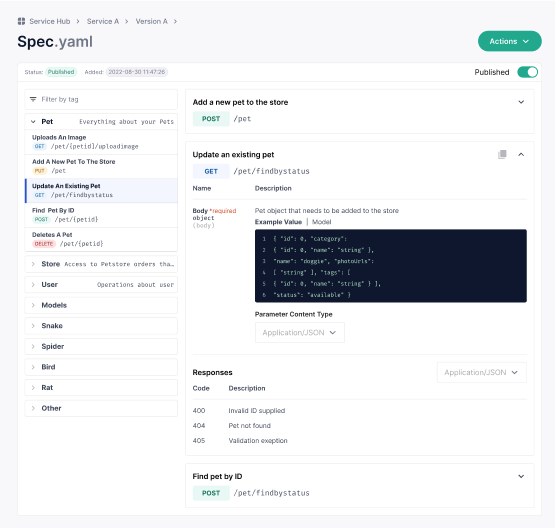 Service Hub > Service A > Version A >
Spec.yaml
Actions
Status: Published Added: 2022-08-30 11:47:26
Published
Filter by tag
Pet Everything about your Pets
Uploads An Image
GET /pet/{petid}/uploadimage
Add A New Pet To The Store
PUT /pet
Update An Existing Pet
GET /pet/findbystatus
Find Pet By ID
POST /pet/{petid}
Deletes A Pet
DELETE /pet/{petid}
Store Access to Petstore orders tha…
User Operations about user
Models
Snake
Spider
Bird
Rat
Other
Add a new pet to the store
POST /pet
Update an existing pet
GET /pet/findbystatus
Name Description
Body *required
object
(body)
Pet object that needs to be added to the store
Example Value | Model
1 { "id": 0, "category":
2 { "id": 0, "name": "string" },
3 "name": "doggie", "photoUrls":
4 [ "string" ], "tags": [
5 { "id": 0, "name": "string" } ],
6 "status": "available" }
Parameter Content Type
Application/JSON
Responses
Application/JSON
Code Description
400 Invalid ID supplied
404 Pet not found
405 Validation exeption
Find pet by ID
POST /pet/findbystatus